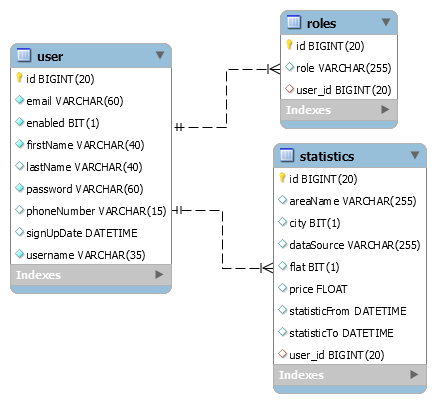 user
id BIGINT(20)
email VARCHAR(60)
enabled BIT(1)
firstName VARCHAR(40)
lastName VARCHAR(40)
password VARCHAR(60)
phoneNumber VARCHAR(15)
signUpDate DATETIME
username VARCHAR(35)
Indexes
roles
id BIGINT(20)
role VARCHAR(255)
user_id BIGINT(20)
Indexes
statistics
id BIGINT(20)
areaName VARCHAR(255)
city BIT(1)
dataSource VARCHAR(255)
flat BIT(1)
price FLOAT
statisticFrom DATETIME
statisticTo DATETIME
user_id BIGINT(20)
Indexes